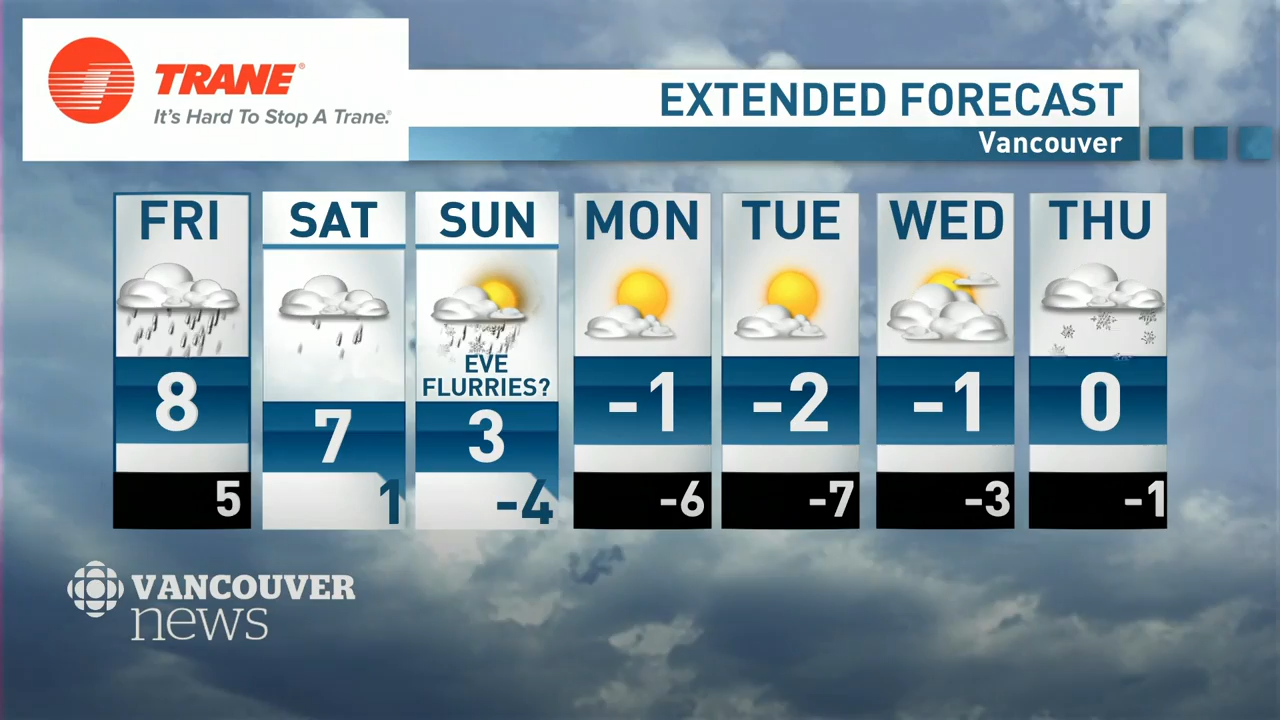 TRANE®
It's Hard To Stop A Trane.®
EXTENDED FORECAST
Vancouver
FRI SAT SUN MON TUE WED THU
EVE
FLURRIES?
8 7 3 -1 -2 -1 0
5 1 -4 -6 -7 -3 -1
VANCOUVER
news